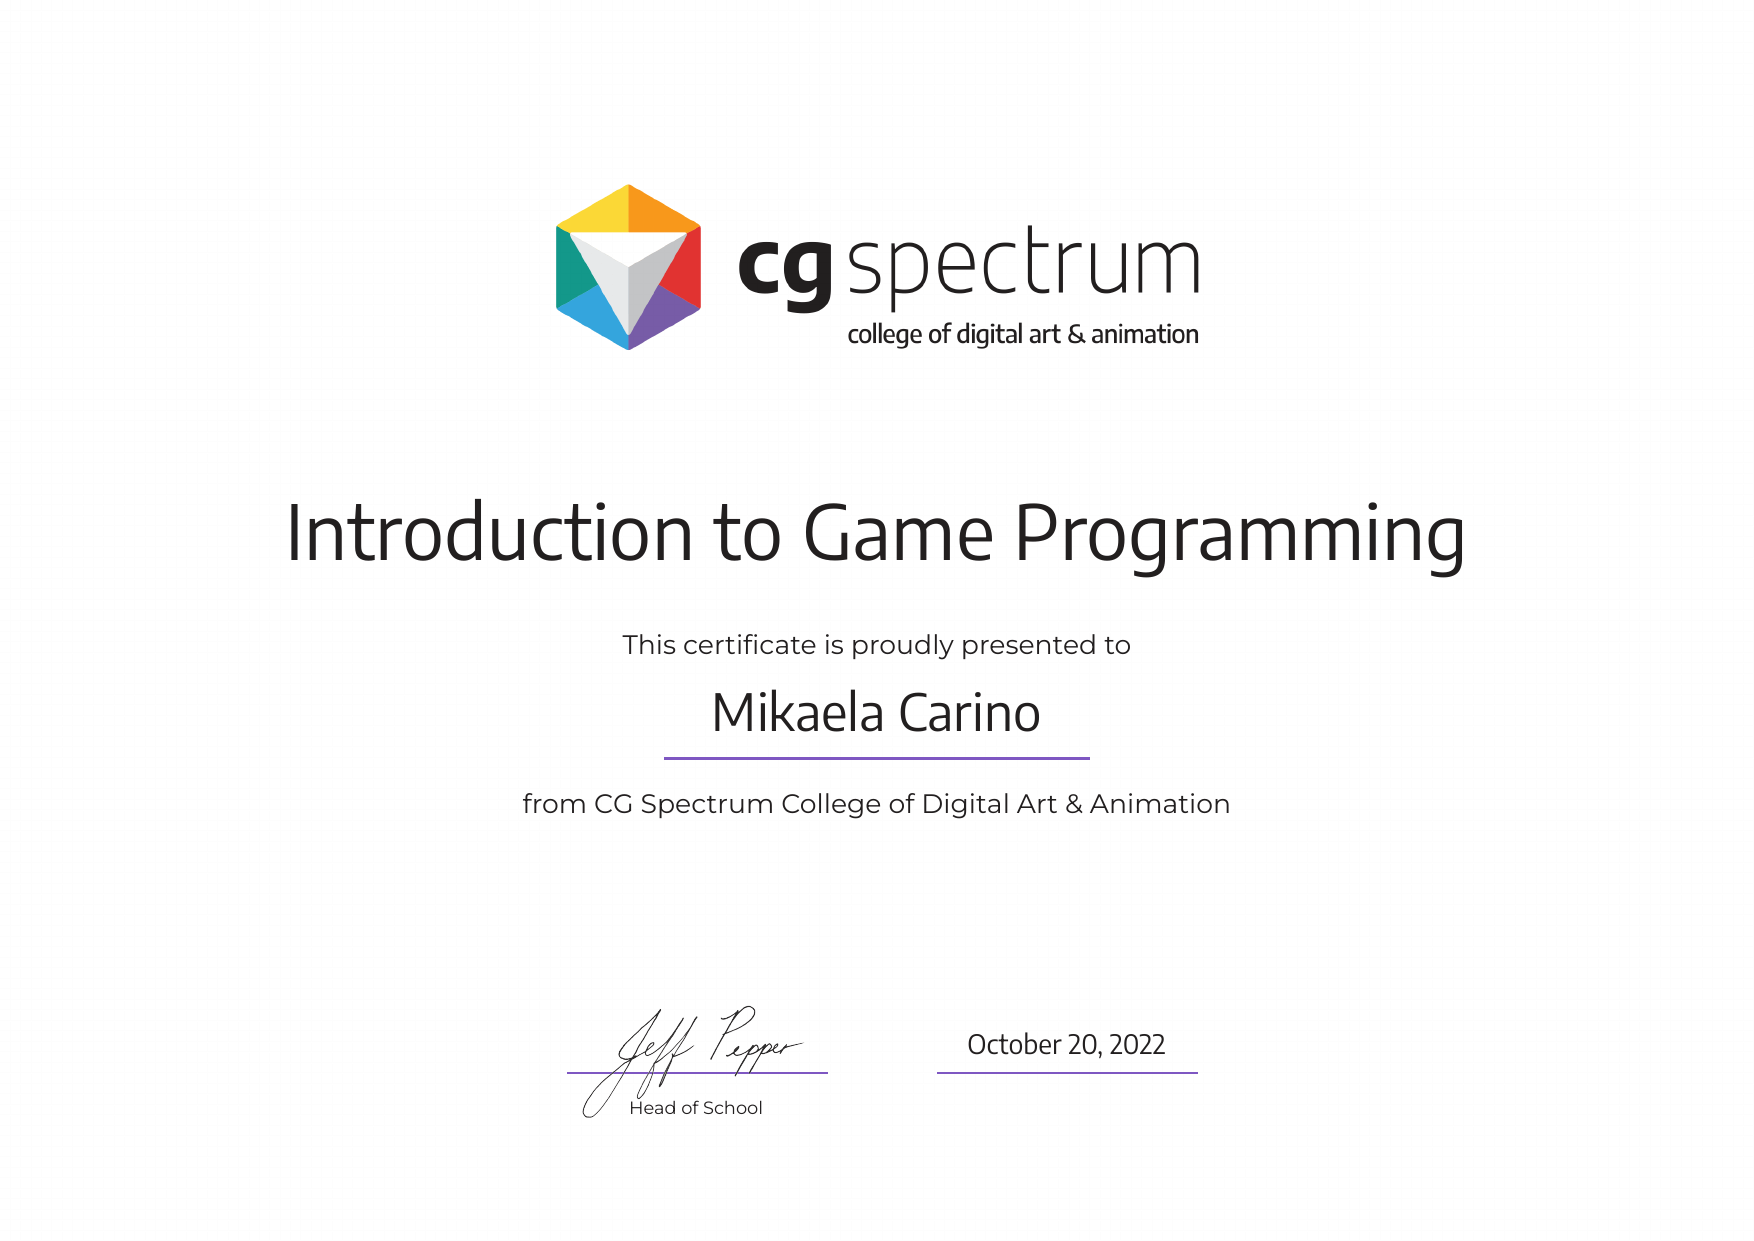 cg spectrum
college of digital art & animation
Introduction to Game Programming
This certificate is proudly presented to
Mikaela Carino
from CG Spectrum College of Digital Art & Animation
Jeff Pepper
October 20, 2022
Head of School